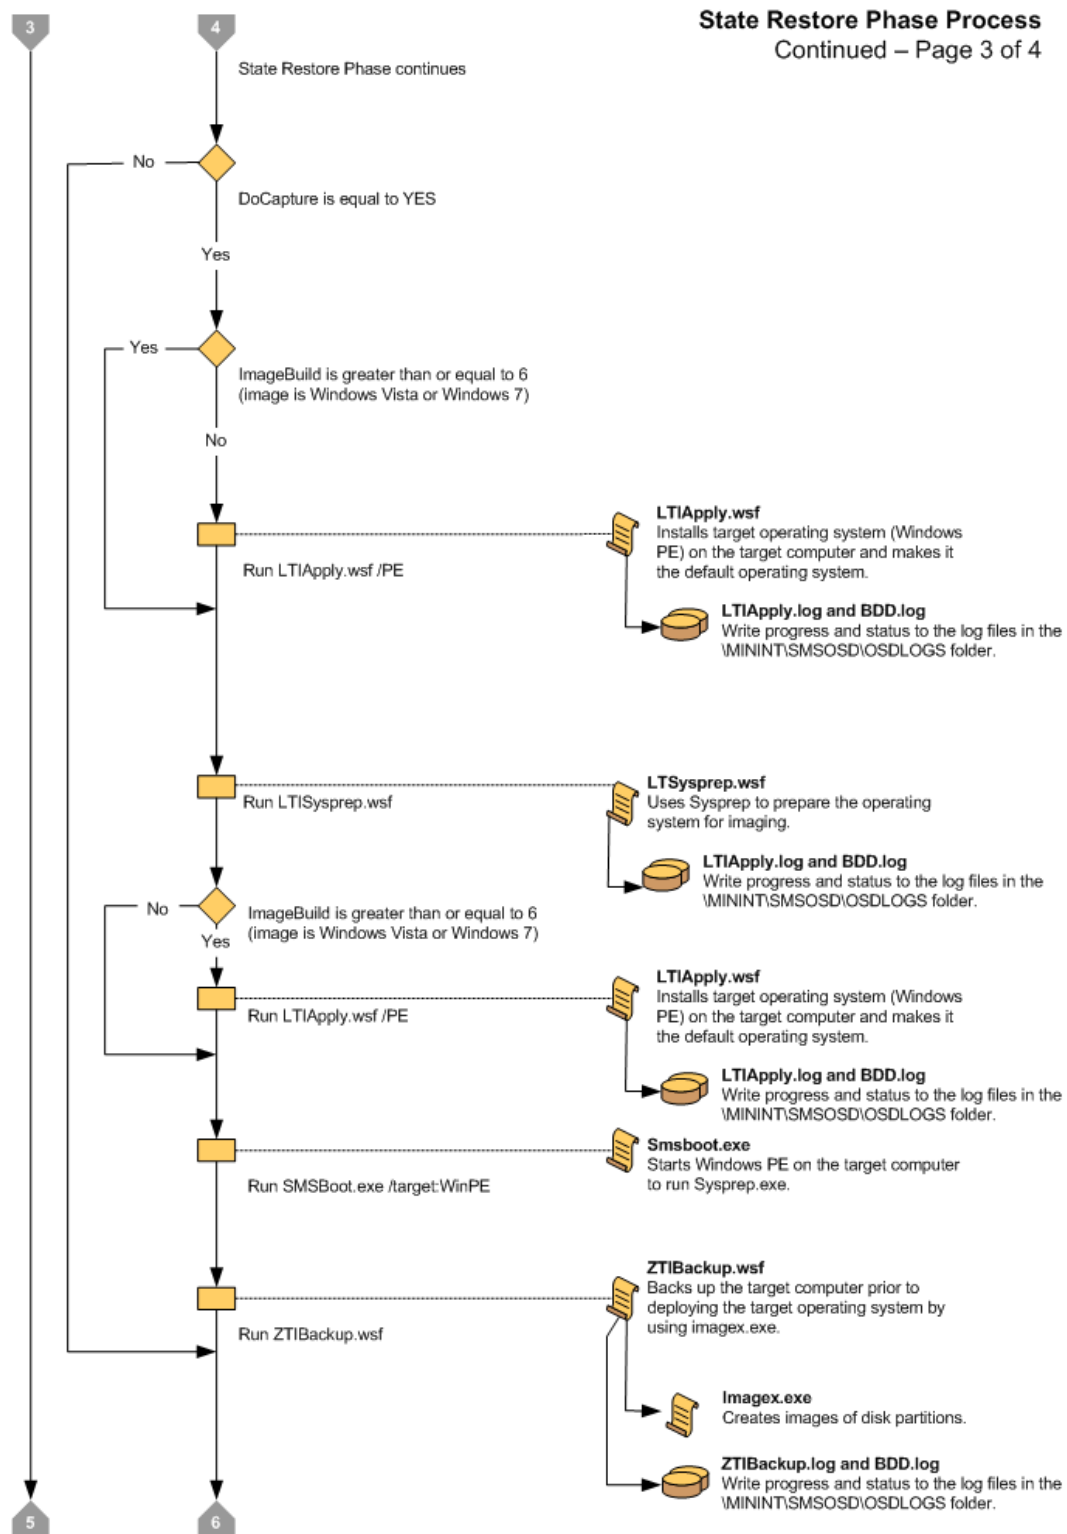 State Restore Phase Process
Continued – Page 3 of 4
3
4
State Restore Phase continues
No
DoCapture is equal to YES
Yes
Yes
ImageBuild is greater than or equal to 6
(image is Windows Vista or Windows 7)
No
LTIApply.wsf
Installs target operating system (Windows
PE) on the target computer and makes it
the default operating system.
Run LTIApply.wsf /PE
LTIApply.log and BDD.log
Write progress and status to the log files in the
\MININT\SMSOSD\OSDLOGS folder.
LTSysprep.wsf
Uses Sysprep to prepare the operating
system for imaging.
Run LTISysprep.wsf
LTIApply.log and BDD.log
Write progress and status to the log files in the
\MININT\SMSOSD\OSDLOGS folder.
No
ImageBuild is greater than or equal to 6
(image is Windows Vista or Windows 7)
Yes
LTIApply.wsf
Installs target operating system (Windows
PE) on the target computer and makes it
the default operating system.
Run LTIApply.wsf /PE
LTIApply.log and BDD.log
Write progress and status to the log files in the
\MININT\SMSOSD\OSDLOGS folder.
Smsboot.exe
Starts Windows PE on the target computer
to run Sysprep.exe.
Run SMSBoot.exe /target:WinPE
ZTIBackup.wsf
Backs up the target computer prior to
deploying the target operating system by
using imagex.exe.
Run ZTIBackup.wsf
Imagex.exe
Creates images of disk partitions.
ZTIBackup.log and BDD.log
Write progress and status to the log files in the
\MININT\SMSOSD\OSDLOGS folder.
5
6